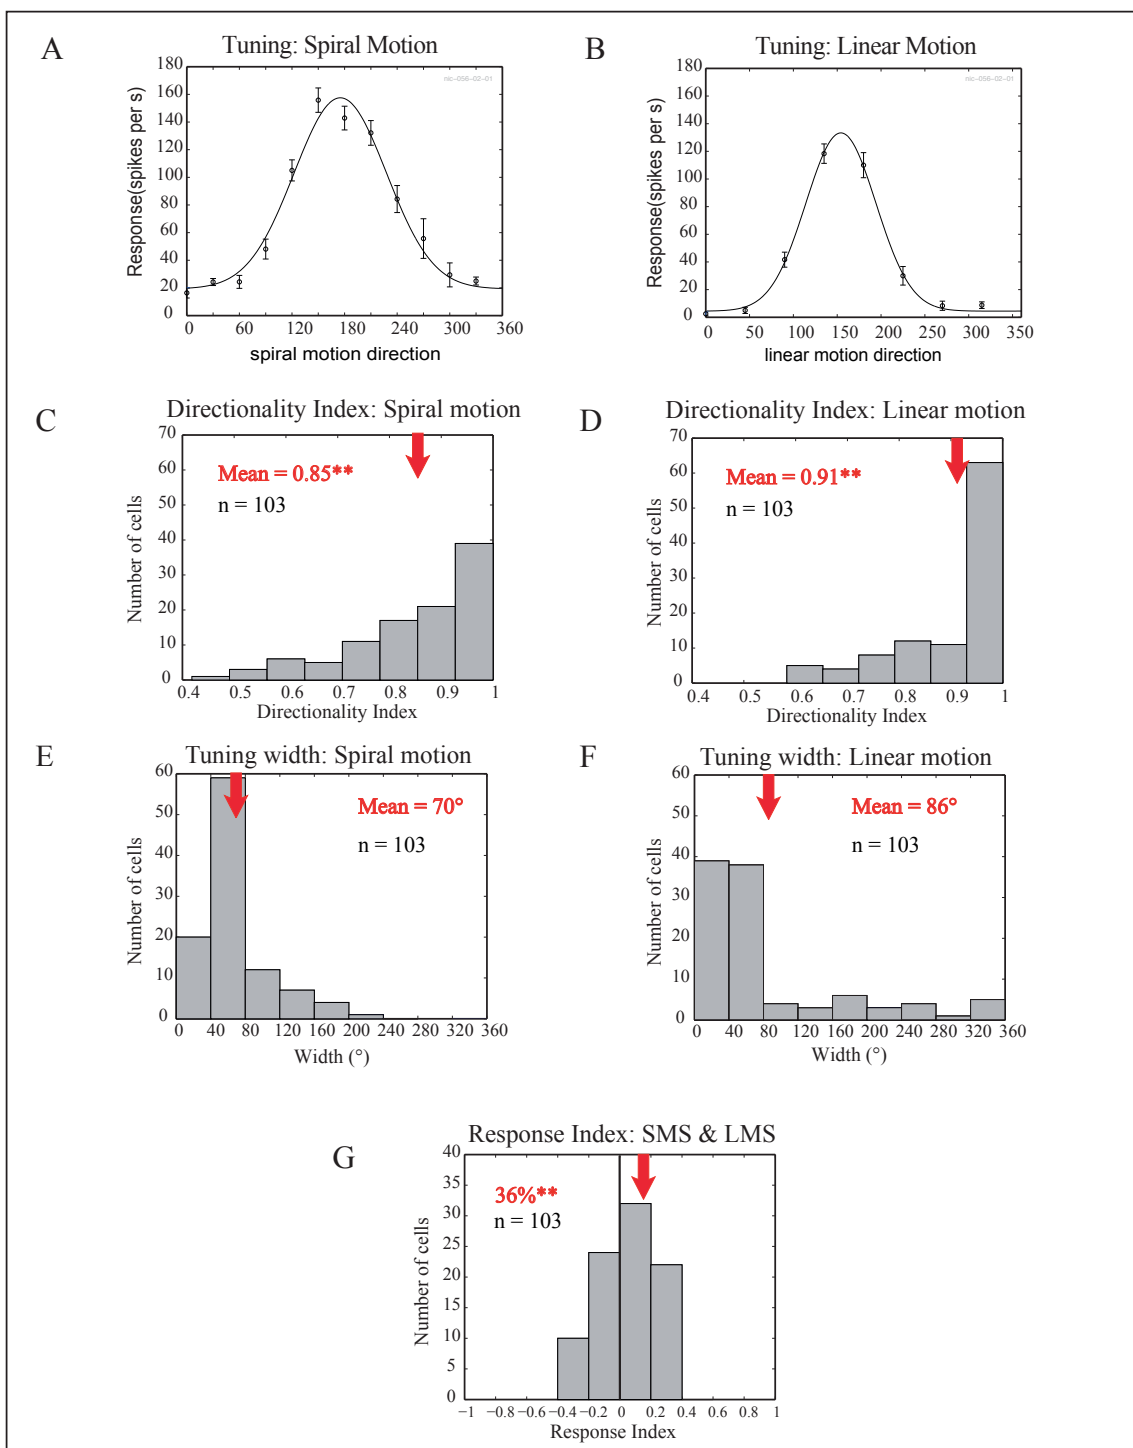 A
Tuning: Spiral Motion
nic-056-02-01
Response(spikes per s)
180
160
140
120
100
80
60
40
20
0
0 60 120 180 240 300 360
spiral motion direction
B
Tuning: Linear Motion
nic-056-02-01
Response(spikes per s)
180
160
140
120
100
80
60
40
20
0
0 50 100 150 200 250 300 350
linear motion direction
C
Directionality Index: Spiral motion
Mean = 0.85**
n = 103
Number of cells
70
60
50
40
30
20
10
0
0.4 0.5 0.6 0.7 0.8 0.9 1
Directionality Index
D
Directionality Index: Linear motion
Mean = 0.91**
n = 103
Number of cells
70
60
50
40
30
20
10
0
0.4 0.5 0.6 0.7 0.8 0.9 1
Directionality Index
E
Tuning width: Spiral motion
Mean = 70°
n = 103
Number of cells
60
50
40
30
20
10
0
0 40 80 120 160 200 240 280 320 360
Width (°)
F
Tuning width: Linear motion
Mean = 86°
n = 103
Number of cells
60
50
40
30
20
10
0
0 40 80 120 160 200 240 280 320 360
Width (°)
G
Response Index: SMS & LMS
36%**
n = 103
Number of cells
40
35
30
25
20
15
10
5
0
−1 −0.8 −0.6 −0.4 −0.2 0 0.2 0.4 0.6 0.8 1
Response Index